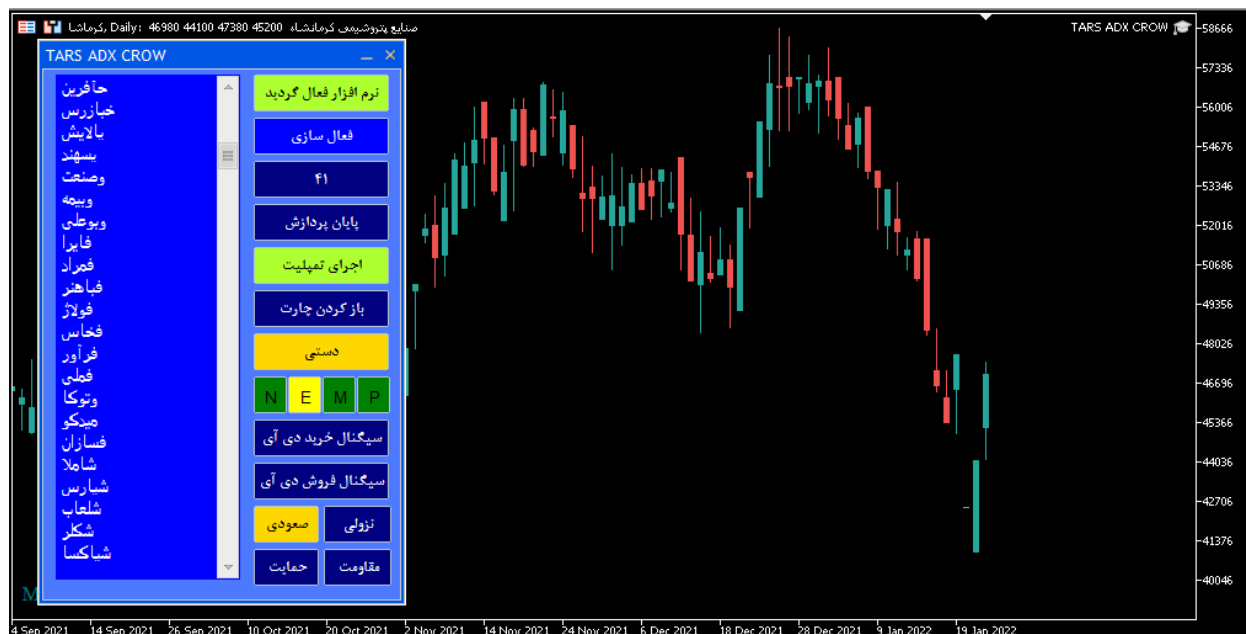 صنایع پتروشیمی کرمانشاه کرماشا, Daily: 46980 44100 47380 45200
TARS ADX CROW
TARS ADX CROW
حآفرین
خبازرس
بالایش
بسهند
وصنعت
وبیمه
وبوعلی
فایرا
فمراد
فباهنر
فولاژ
فخاس
فرآور
فملی
وتوکا
میدکو
فسازان
شاملا
شپارس
شلعاب
شکلر
شپاکسا
نرم افزار فعال گردید
فعال سازی
۴۱
پایان پردازش
اجرای تمپلیت
باز کردن چارت
دستی
N E M P
سیگنال خرید دی آی
سیگنال فروش دی آی
صعودی نزولی
حمایت مقاومت
58666
57336
56006
54676
53346
52016
50686
49356
48026
46696
45366
44036
42706
41376
40046
4 Sep 2021 14 Sep 2021 26 Sep 2021 10 Oct 2021 20 Oct 2021 2 Nov 2021 14 Nov 2021 24 Nov 2021 6 Dec 2021 18 Dec 2021 28 Dec 2021 9 Jan 2022 19 Jan 2022